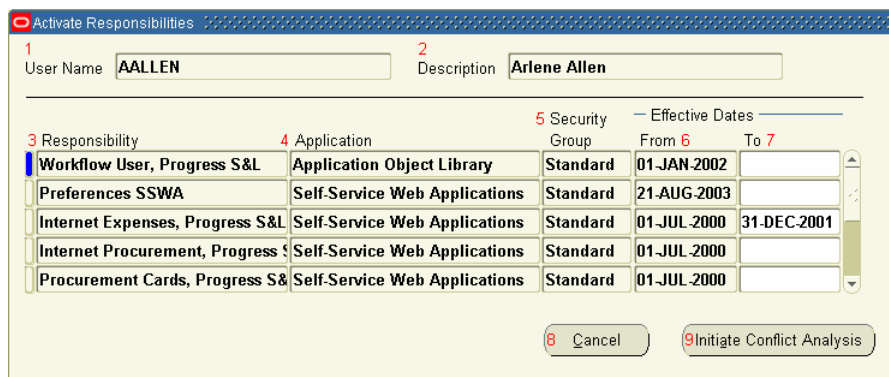 Activate Responsibilities
1 2
User Name AALLEN Description Arlene Allen
5 Security Effective Dates
3 Responsibility 4 Application Group From 6 To 7
Workflow User, Progress S&L Application Object Library Standard 01-JAN-2002
Preferences SSWA Self-Service Web Applications Standard 21-AUG-2003
Internet Expenses, Progress S&L Self-Service Web Applications Standard 01-JUL-2000 31-DEC-2001
Internet Procurement, Progress S Self-Service Web Applications Standard 01-JUL-2000
Procurement Cards, Progress S& Self-Service Web Applications Standard 01-JUL-2000
8 Cancel 9 Initiate Conflict Analysis